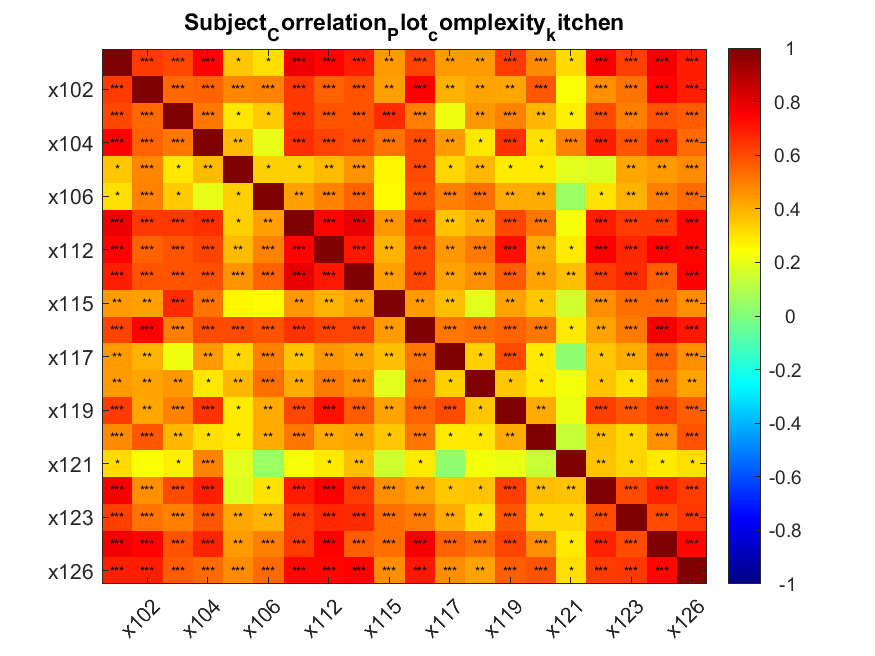 SubjectCorrelationPlotcomplexitykitchen
x102
x104
x106
x112
x115
x117
x119
x121
x123
x126
x102
x104
x106
x112
x115
x117
x119
x121
x123
x126
1
0.8
0.6
0.4
0.2
0
-0.2
-0.4
-0.6
-0.8
-1